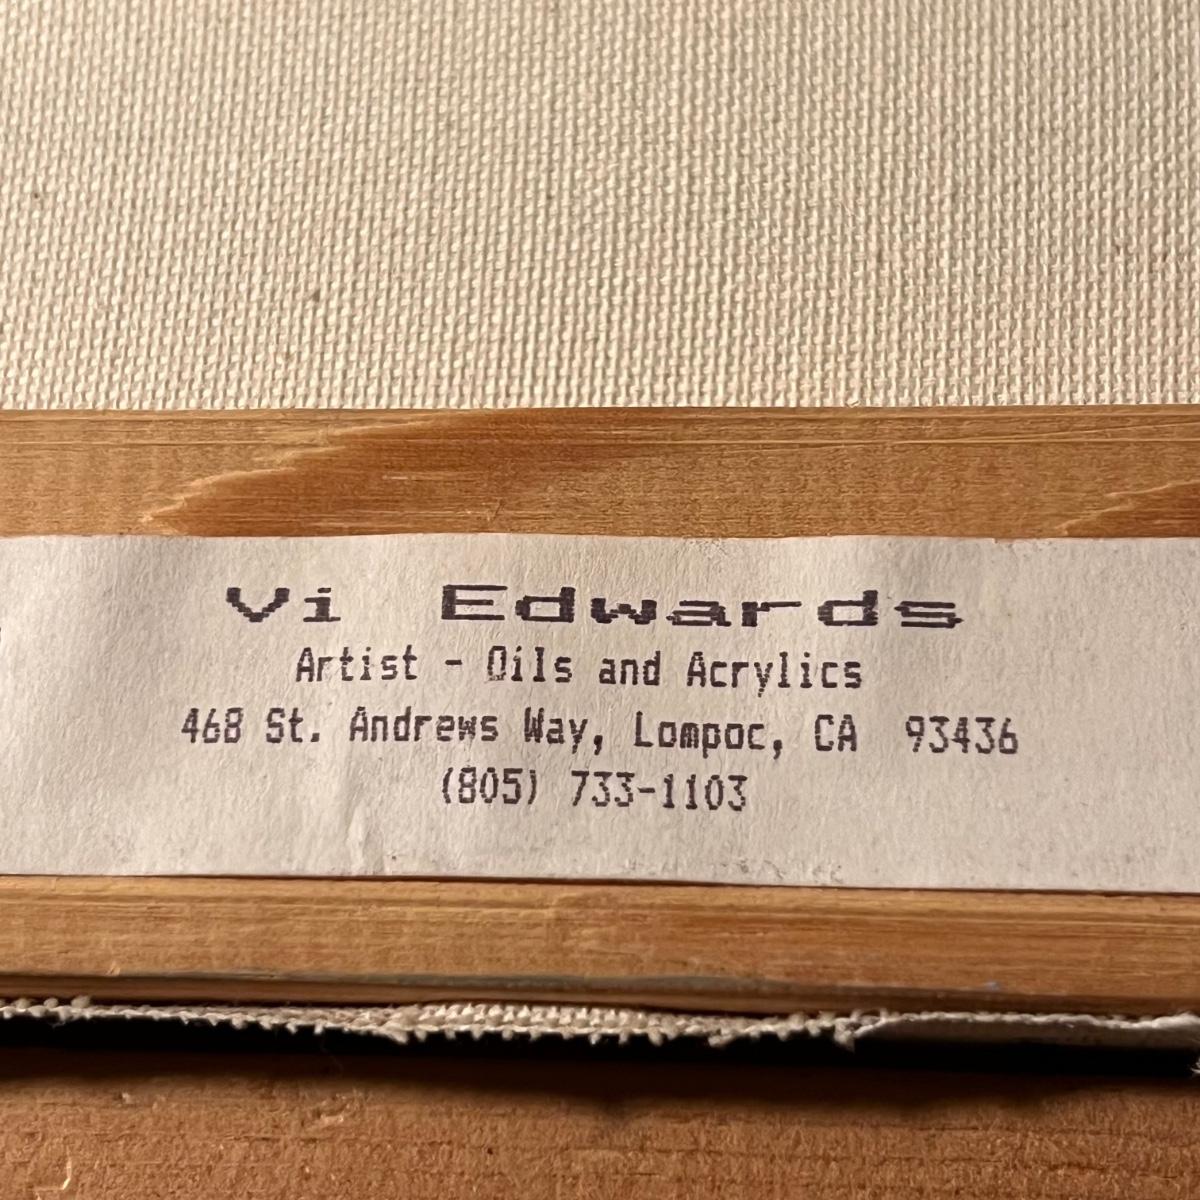 Vi Edwards
Artist - Oils and Acrylics
468 St. Andrews Way, Lompoc, CA 93436
(805) 733-1103